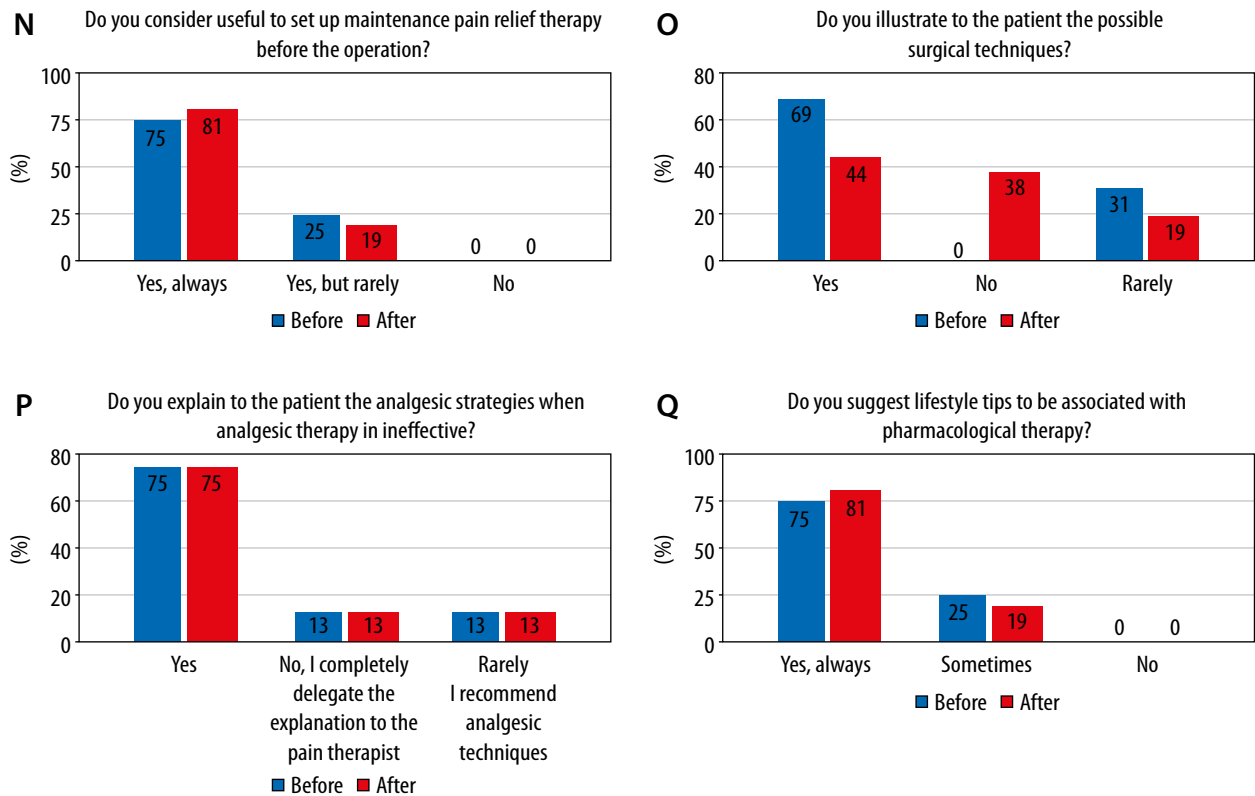 N
Do you consider useful to set up maintenance pain relief therapy
before the operation?
100
75
50
25
0
(%)
75
81
25
19
0
0
Yes, always
Yes, but rarely
No
Before
After
O
Do you illustrate to the patient the possible
surgical techniques?
80
60
40
20
0
(%)
69
44
0
38
31
19
Yes
No
Rarely
Before
After
P
Do you explain to the patient the analgesic strategies when
analgesic therapy in ineffective?
80
60
40
20
0
(%)
75
75
13
13
13
13
Yes
No, I completely
delegate the
explanation to the
pain therapist
Rarely
I recommend
analgesic
techniques
Before
After
Q
Do you suggest lifestyle tips to be associated with
pharmacological therapy?
100
75
50
25
0
(%)
75
81
25
19
0
0
Yes, always
Sometimes
No
Before
After